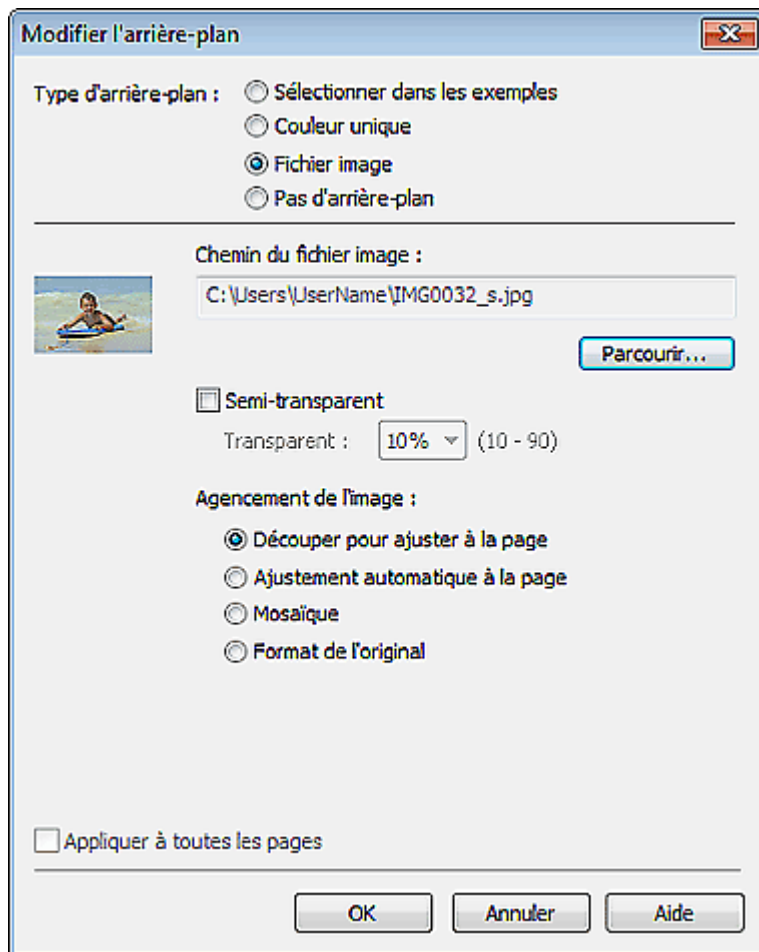 Modifier l'arrière-plan
Type d'arrière-plan :
Sélectionner dans les exemples
Couleur unique
Fichier image
Pas d'arrière-plan
Chemin du fichier image :
C:\Users\UserName\IMG0032_s.jpg
Parcourir...
Semi-transparent
Transparent : 10% (10 - 90)
Agencement de l'image :
Découper pour ajuster à la page
Ajustement automatique à la page
Mosaïque
Format de l'original
Appliquer à toutes les pages
OK Annuler Aide